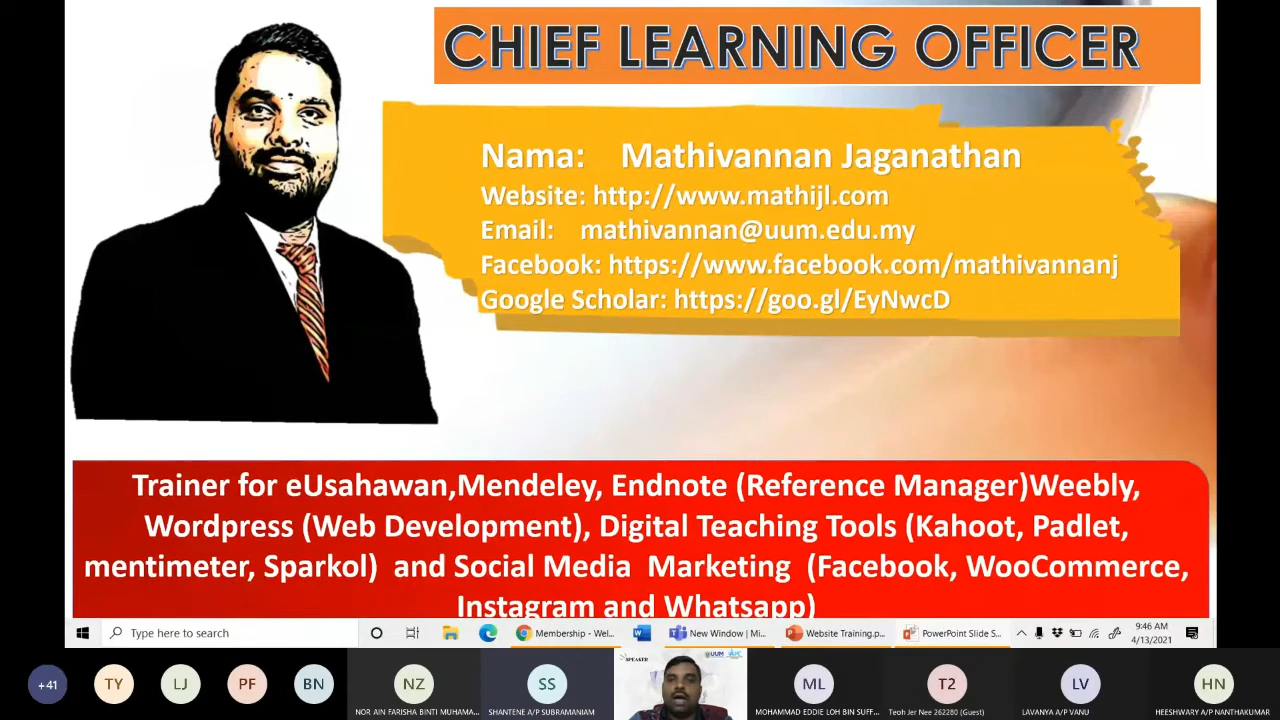 CHIEF LEARNING OFFICER
Nama: Mathivannan Jaganathan
Website: http://www.mathijl.com
Email: mathivannan@uum.edu.my
Facebook: https://www.facebook.com/mathivannanj
Google Scholar: https://goo.gl/EyNwcD
Trainer for eUsahawan,Mendeley, Endnote (Reference Manager)Weebly,
Wordpress (Web Development), Digital Teaching Tools (Kahoot, Padlet,
mentimeter, Sparkol) and Social Media Marketing (Facebook, WooCommerce,
Instagram and Whatsapp)
Type here to search
Membership - Wel...
New Window | Mi...
Website Training.p...
PowerPoint Slide S...
9:46 AM
4/13/2021
+41
TY
LJ
PF
BN
NZ
NOR AIN FARISHA BINTI MUHAMA...
SS
SHANTENE A/P SUBRAMANIAM
SPEAKER
UUM
ML
MOHAMMAD EDDIE LOH BIN SUFF...
T2
Teoh Jer Nee 262280 (Guest)
LV
LAVANYA A/P VANU
HN
HEESHWARY A/P NANTHAKUMAR